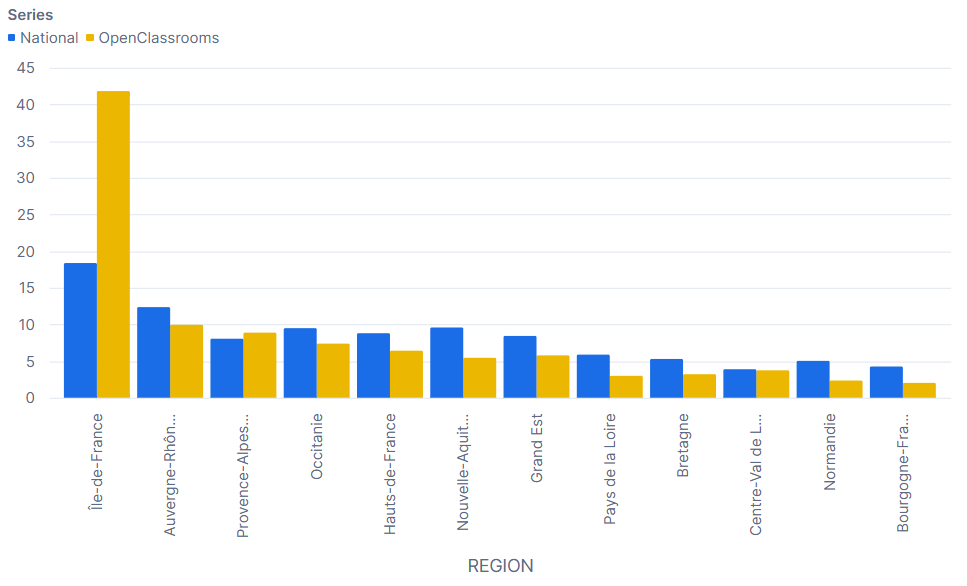 Series
National OpenClassrooms
45
40
35
30
25
20
15
10
5
0
Île-de-France
Auvergne-Rhôn...
Provence-Alpes...
Occitanie
Hauts-de-France
Nouvelle-Aquit...
Grand Est
Pays de la Loire
Bretagne
Centre-Val de L...
Normandie
Bourgogne-Fra...
REGION